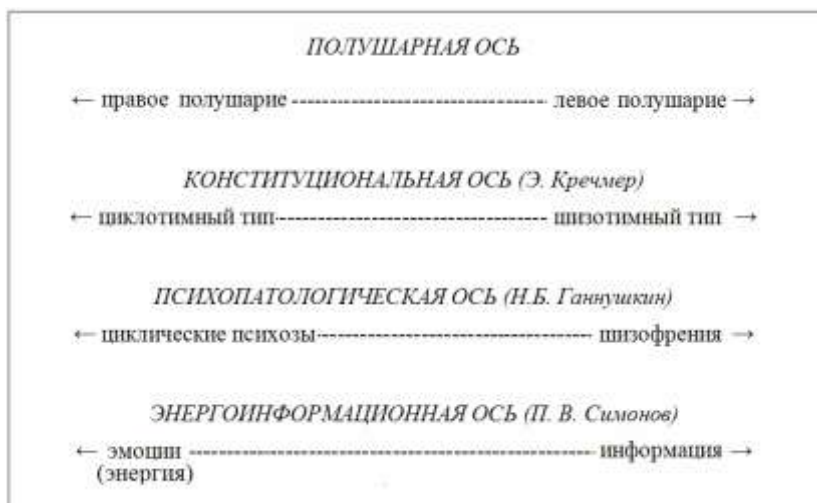 ПОЛУШАРНАЯ ОСЬ
← правое полушарие---------------------------------- левое полушарие →
КОНСТИТУЦИОНАЛЬНАЯ ОСЬ (Э. Кречмер)
← циклотимный тип------------------------------------ шизотимный тип →
ПСИХОПАТОЛОГИЧЕСКАЯ ОСЬ (Н.Б. Ганнушкин)
← циклические психозы------------------------------------ шизофрения →
ЭНЕРГОИНФОРМАЦИОННАЯ ОСЬ (П. В. Симонов)
← эмоции ------------------------------------------------------ информация →
(энергия)